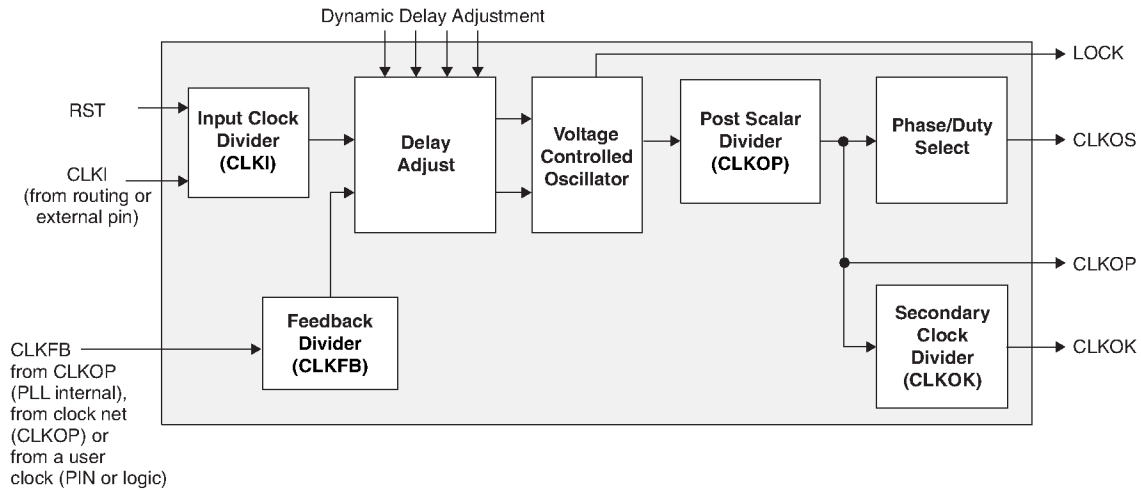 Dynamic Delay Adjustment
LOCK
RST
Input Clock
Divider
(CLKI)
Delay
Adjust
Voltage
Controlled
Oscillator
Post Scalar
Divider
(CLKOP)
Phase/Duty
Select
CLKOS
CLKI
(from routing or
external pin)
CLKOP
Feedback
Divider
(CLKFB)
Secondary
Clock
Divider
(CLKOK)
CLKOK
CLKFB
from CLKOP
(PLL internal),
from clock net
(CLKOP) or
from a user
clock (PIN or logic)